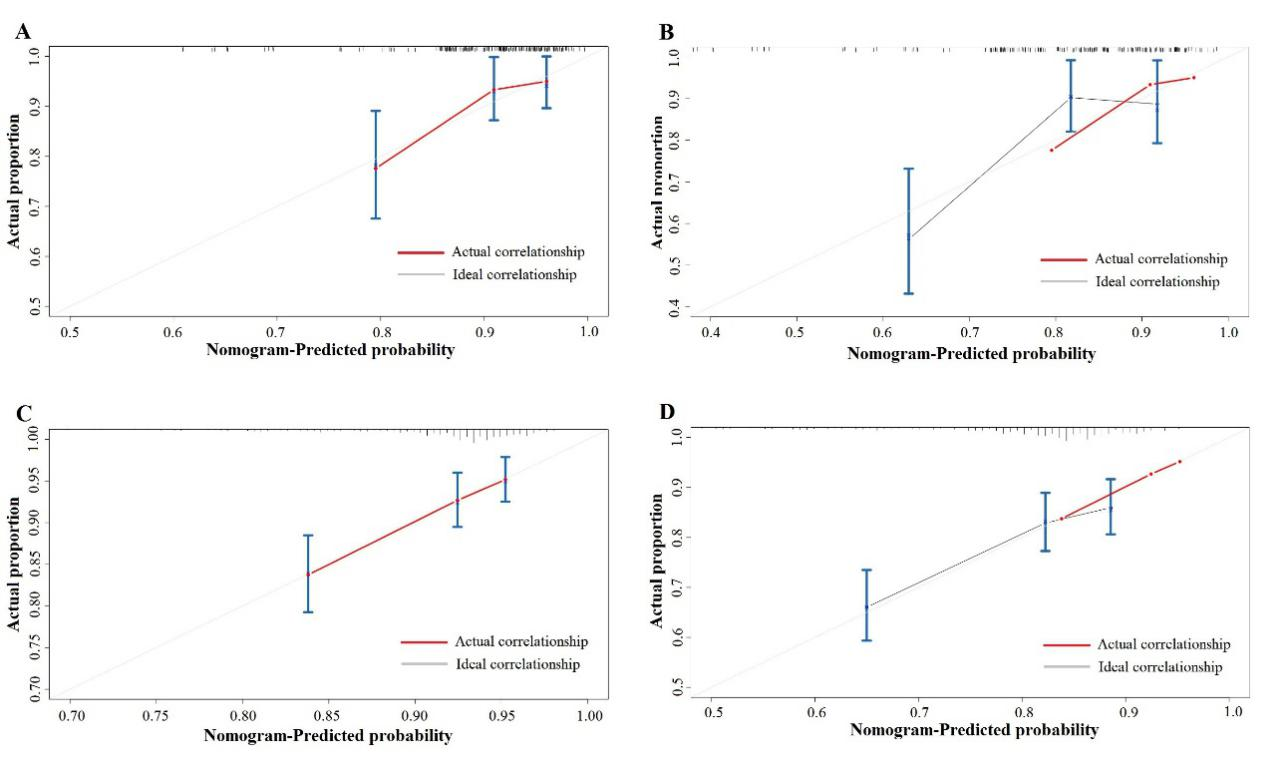 A
Actual proportion
1.0
0.9
0.8
0.7
0.6
0.5
Actual correlationship
Ideal correlationship
0.5 0.6 0.7 0.8 0.9 1.0
Nomogram-Predicted probability
B
Actual proportion
1.0
0.9
0.8
0.7
0.6
0.5
0.4
Actual correlationship
Ideal correlationship
0.4 0.5 0.6 0.7 0.8 0.9 1.0
Nomogram-Predicted probability
C
Actual proportion
1.00
0.95
0.90
0.85
0.80
0.75
0.70
Actual correlationship
Ideal correlationship
0.70 0.75 0.80 0.85 0.90 0.95 1.00
Nomogram-Predicted probability
D
Actual proportion
1.0
0.9
0.8
0.7
0.6
0.5
Actual correlationship
Ideal correlationship
0.5 0.6 0.7 0.8 0.9 1.0
Nomogram-Predicted probability